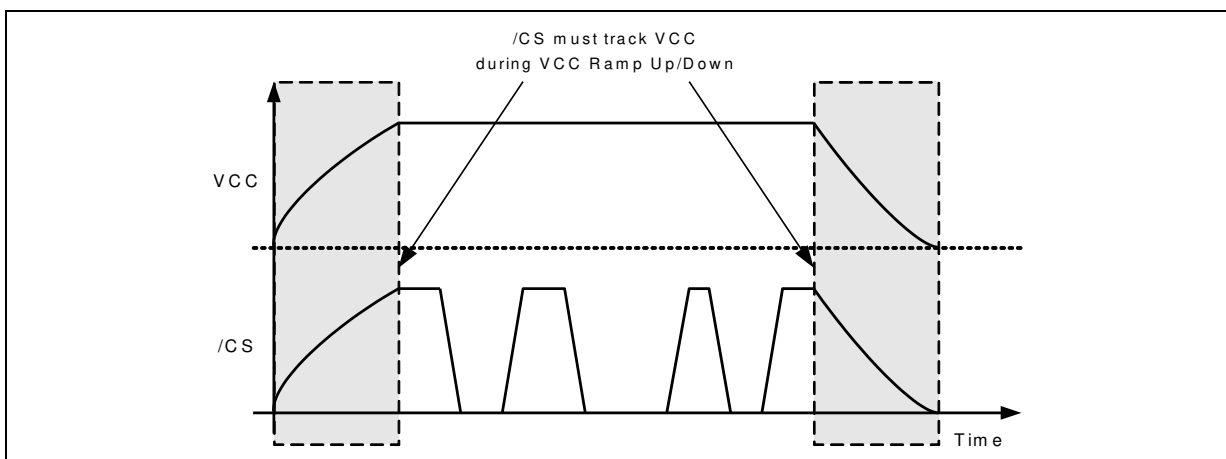 /CS must track VCC
during VCC Ramp Up/Down
VCC
/CS
Time